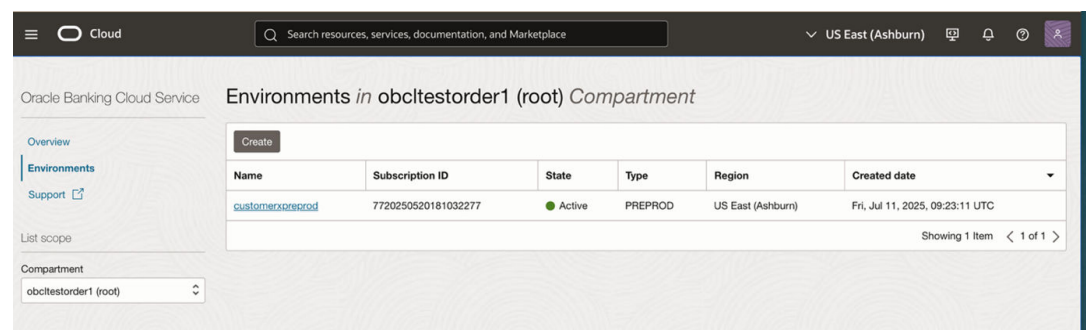 Cloud
Search resources, services, documentation, and Marketplace
US East (Ashburn)
Oracle Banking Cloud Service
Overview
Environments
Support
List scope
Compartment
obcltestorder1 (root)
Environments in obcltestorder1 (root) Compartment
Create
Name Subscription ID State Type Region Created date
customerxpreprod 7720250520181032277 Active PREPROD US East (Ashburn) Fri, Jul 11, 2025, 09:23:11 UTC
Showing 1 Item < 1 of 1 >